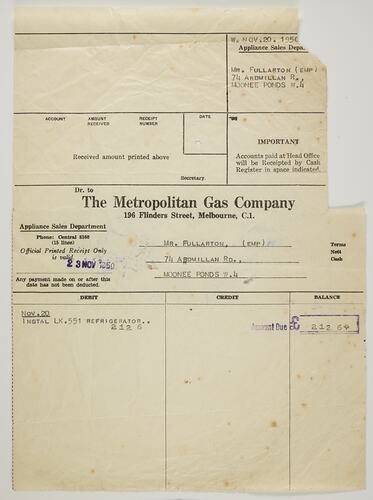 W. NOV.20. 1950
Appliance Sales Depa
MR. FULLARTON (EMP)
74 ARDMILLAN R.,
MOONEE PONDS W.4
ACCOUNT AMOUNT RECEIVED RECEIPT NUMBER DATE
Received amount printed above
Secretary.
IMPORTANT
Accounts paid at Head Office
will be Receipted by Cash
Register in space indicated.
Dr. to
The Metropolitan Gas Company
196 Flinders Street, Melbourne, C.1.
Appliance Sales Department
Phone: Central
(15 lines)
Official Printed Receipt Only
is valid
23 NOV 1950
Any payment made on or after this
date has not been deducted.
MR. FULLARTON, (EMP)
74 ARDMILLAN RD.,
MOONEE PONDS W.4
Terms
Nett
Cash
DEBIT CREDIT BALANCE
Nov.20
INSTAL LK.551 REFRIGERATOR..
2 12 6
Amount Due £ 2 12 6